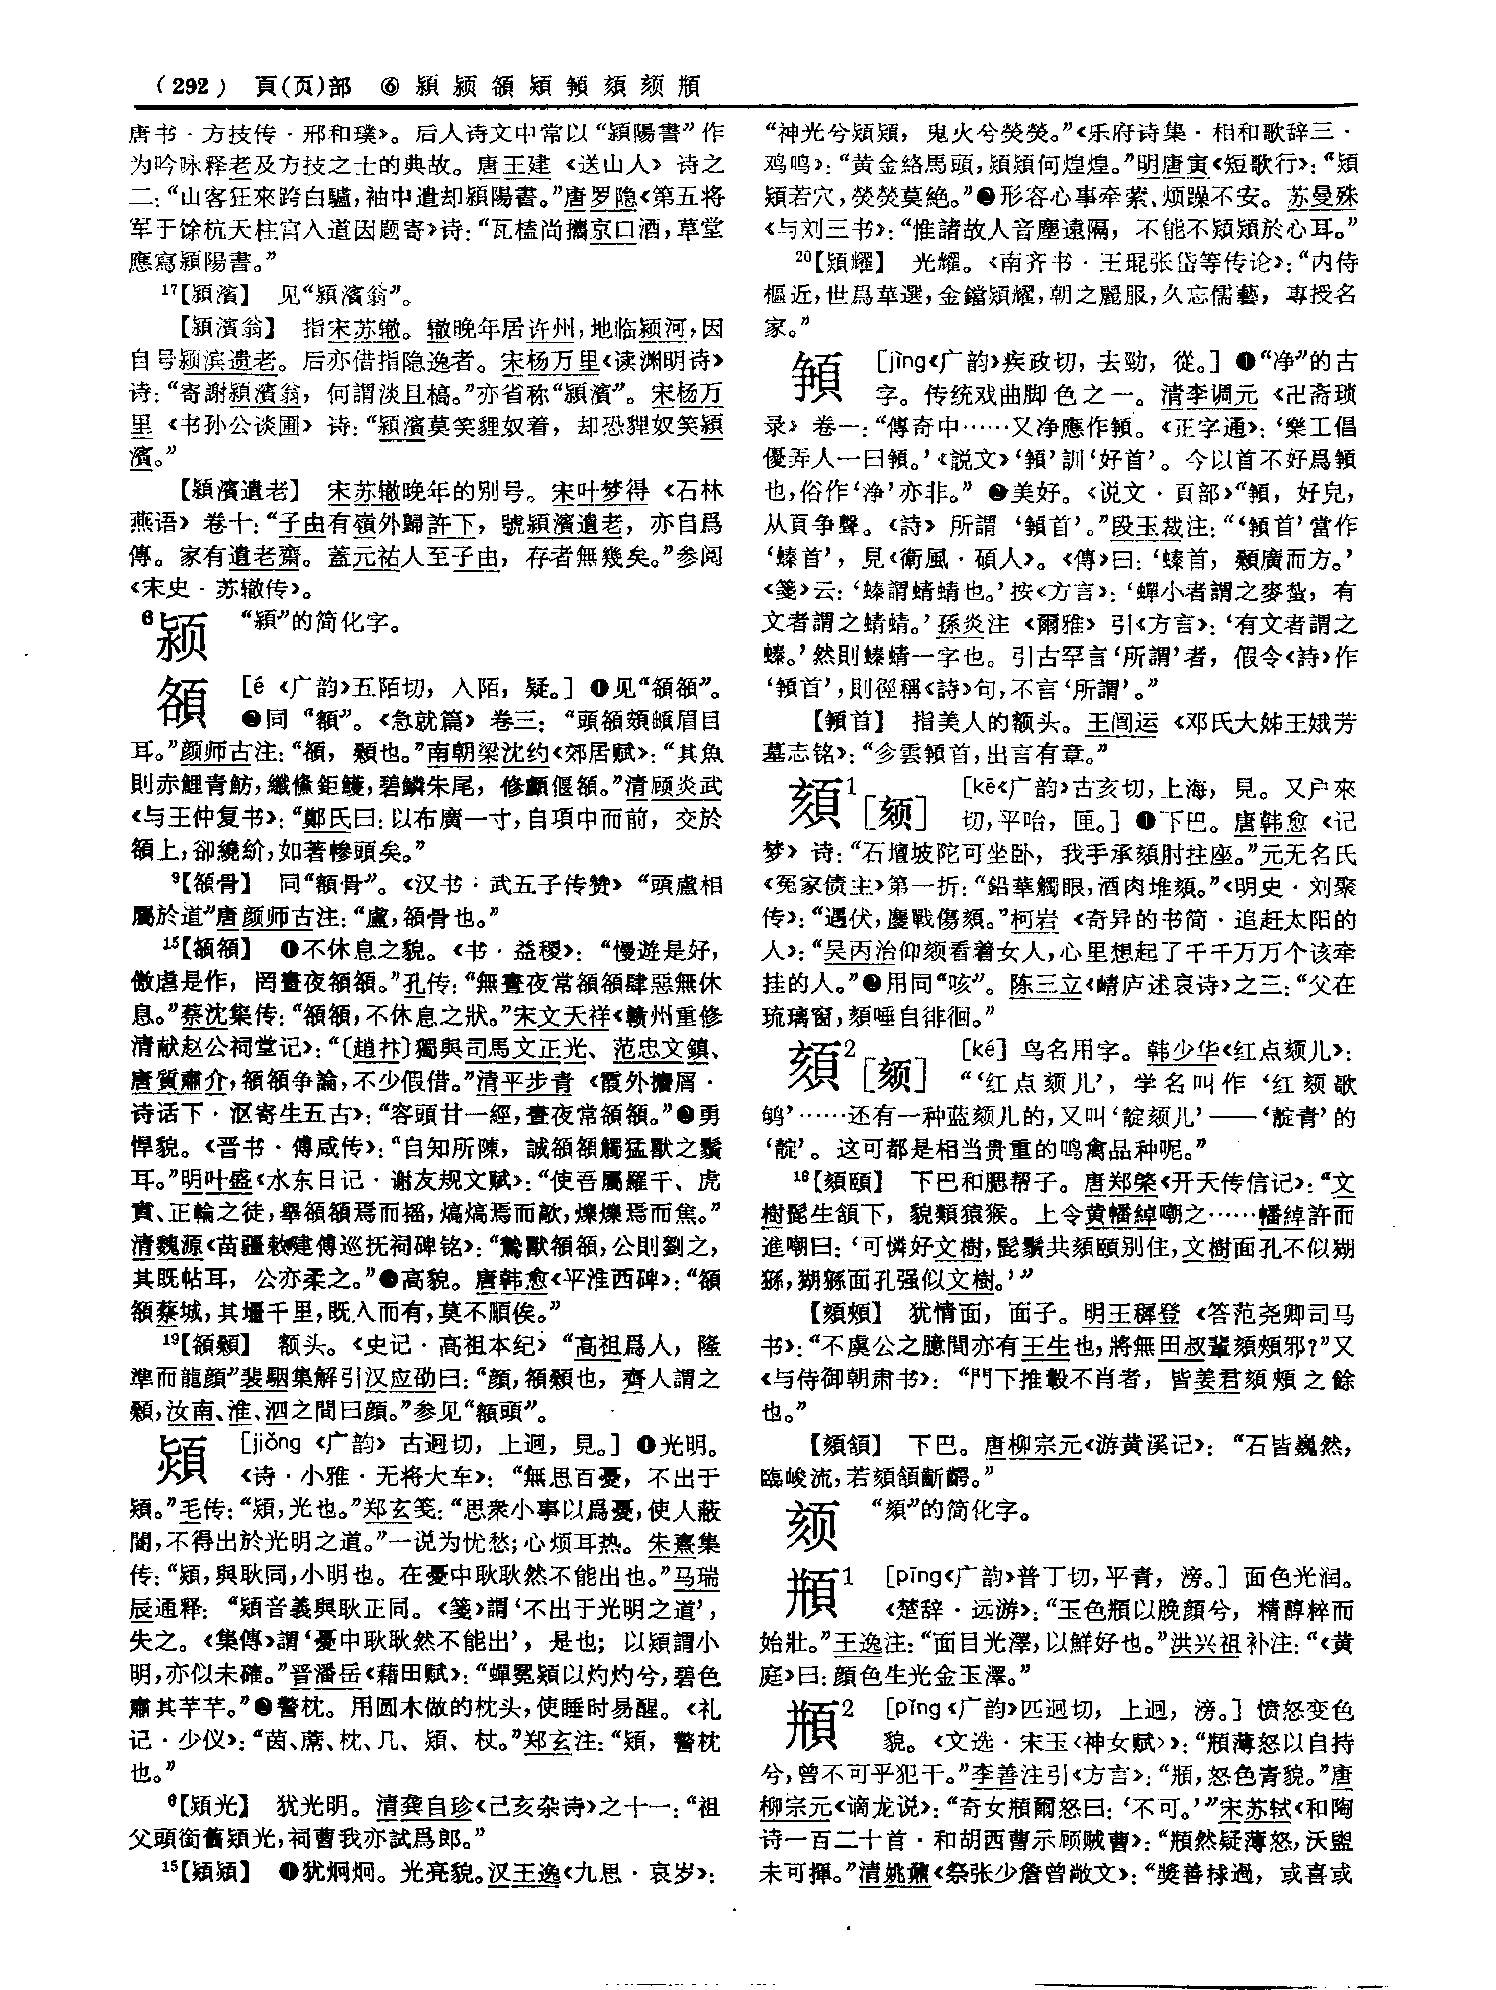 (292) 頁(页)部 ⑥ 潁 颍 頟 熲 䫲 頦 颏 頩
唐书·方技传·邢和璞》。后人诗文中常以“潁陽書”作
为吟咏释老及方技之士的典故。唐王建《送山人》诗之
二：“山客狂來跨白驢，袖中遺却潁陽書。”唐罗隐《第五将
军于馀杭天柱宫入道因题寄》诗：“瓦榼尚攜京口酒，草堂
應寫潁陽書。”
17【潁濱】 见“潁濱翁”。
【潁濱翁】 指宋苏辙。辙晚年居许州，地临颍河，因
自号颍滨遗老。后亦借指隐逸者。宋杨万里《读渊明诗》
诗：“寄謝潁濱翁，何謂淡且槁。”亦省称“潁濱”。宋杨万
里《书孙公谈圃》诗：“潁濱莫笑貍奴着，却恐貍奴笑潁
濱。”
【潁濱遺老】 宋苏辙晚年的别号。宋叶梦得《石林
燕语》卷十：“子由有嶺外歸許下，號潁濱遺老，亦自爲
傳。家有遺老齋。蓋元祐人至子由，存者無幾矣。”参阅
《宋史·苏辙传》。
6颍 “潁”的简化字。
頟 [é《广韵》五陌切，入陌，疑。] ❶见“頟頟”。
❷同“額”。《急就篇》卷三：“頭頟頞䪼眉目
耳。”颜师古注：“頟，顙也。”南朝梁沈约《郊居赋》：“其魚
則赤鯉青魴，纖鯈鉅鱯，碧鱗朱尾，修顱偃頟。”清顾炎武
《与王仲复书》：“鄭氏曰：以布廣一寸，自項中而前，交於
頟上，卻繞紒，如著幓頭矣。”
9【頟骨】 同“額骨”。《汉书·武五子传赞》“頭盧相
屬於道”唐颜师古注：“盧，頟骨也。”
15【頟頟】 ❶不休息之貌。《书·益稷》：“慢遊是好，
傲虐是作，罔晝夜頟頟。”孔传：“無晝夜常頟頟肆惡無休
息。”蔡沈集传：“頟頟，不休息之狀。”宋文天祥《赣州重修
清献赵公祠堂记》：“〔趙抃〕獨與司馬文正光、范忠文鎮、
唐質肅介，頟頟争論，不少假借。”清平步青《霞外攟屑·
诗话下·沤寄生五古》：“客頭甘一經，晝夜常頟頟。”❷勇
悍貌。《晋书·傅咸传》：“自知所陳，誠頟頟觸猛獸之鬚
耳。”明叶盛《水东日记·谢友规文赋》：“使吾屬羅千、虎
賁、正輪之徒，舉頟頟焉而搖，熇熇焉而歊，爍爍焉而焦。”
清魏源《苗疆敕建傅巡抚祠碑铭》：“鷙獸頟頟，公則劉之，
其既帖耳，公亦柔之。”❸高貌。唐韩愈《平淮西碑》：“頟
頟蔡城，其壃千里，既入而有，莫不順俟。”
19【頟顙】 额头。《史记·高祖本纪》“高祖爲人，隆
準而龍顔”裴駰集解引汉应劭曰：“顔，頟顙也，齊人謂之
顙，汝南、淮、泗之間曰顔。”参见“額頭”。
熲 [jiǒng《广韵》古迥切，上迥，見。] ❶光明。
《诗·小雅·无将大车》：“無思百憂，不出于
熲。”毛传：“熲，光也。”郑玄笺：“思衆小事以爲憂，使人蔽
闇，不得出於光明之道。”一说为忧愁；心烦耳热。朱熹集
传：“熲，與耿同，小明也。在憂中耿耿然不能出也。”马瑞
辰通释：“熲音義與耿正同。《箋》謂‘不出于光明之道’，
失之。《集傳》謂‘憂中耿耿然不能出’，是也；以熲謂小
明，亦似未確。”晋潘岳《藉田赋》：“蟬冕熲以灼灼兮，碧色
肅其芊芊。”❷警枕。用圆木做的枕头，使睡时易醒。《礼
记·少仪》：“茵、席、枕、几、熲、杖。”郑玄注：“熲，警枕
也。”
6【熲光】 犹光明。清龚自珍《己亥杂诗》之十一：“祖
父頭銜舊熲光，祠曹我亦試爲郎。”
15【熲熲】 ❶犹炯炯。光亮貌。汉王逸《九思·哀岁》：
“神光兮熲熲，鬼火兮熒熒。”《乐府诗集·相和歌辞三·
鸡鸣》：“黄金絡馬頭，熲熲何煌煌。”明唐寅《短歌行》：“熲
熲若穴，熒熒莫絶。”❷形容心事牵萦、烦躁不安。苏曼殊
《与刘三书》：“惟諸故人音塵遠隔，不能不熲熲於心耳。”
20【熲耀】 光耀。《南齐书·王琨张岱等传论》：“内侍
樞近，世爲華選，金鐺熲耀，朝之麗服，久忘儒藝，專授名
家。”
䫲 [jìng《广韵》疾政切，去勁，從。] ❶“净”的古
字。传统戏曲脚色之一。清李调元《卍斋琐
录》卷一：“傳奇中……又净應作䫲。《正字通》：‘樂工倡
優弄人一曰䫲。’《説文》‘䫲’訓‘好首’。今以首不好爲䫲
也，俗作‘净’亦非。”❷美好。《说文·頁部》“䫲，好皃，
从頁争聲。《詩》所謂‘䫲首’。”段玉裁注：“‘䫲首’當作
‘螓首’，見《衛風·碩人》。《傳》曰：‘螓首，顙廣而方。’
《箋》云：‘螓謂蜻蜻也。’按《方言》：‘蟬小者謂之麥蚻，有
文者謂之蜻蜻。’孫炎注《爾雅》引《方言》：‘有文者謂之
螓。’然則螓蜻一字也。引古罕言‘所謂’者，假令《詩》作
‘䫲首’，則徑稱《詩》句，不言‘所謂’。”
【䫲首】 指美人的额头。王闿运《邓氏大姊王娥芳
墓志铭》：“㐱雲䫲首，出言有章。”
頦1[颏] [kē《广韵》古亥切，上海，見。又户來
切，平咍，匣。] ❶下巴。唐韩愈《记
梦》诗：“石壇坡陀可坐卧，我手承頦肘拄座。”元无名氏
《冤家债主》第一折：“鉛華觸眼，酒肉堆頦。”《明史·刘聚
传》：“遇伏，鏖戰傷頦。”柯岩《奇异的书简·追赶太阳的
人》：“吴丙治仰颏看着女人，心里想起了千千万万个该牵
挂的人。”❷用同“咳”。陈三立《崝庐述哀诗》之三：“父在
琉璃窗，頦唾自徘徊。”
頦2[颏] [ké] 鸟名用字。韩少华《红点颏儿》：
“‘红点颏儿’，学名叫作‘红颏歌
鸲’……还有一种蓝颏儿的，又叫‘靛颏儿’——‘靛青’的
‘靛’。这可都是相当贵重的鸣禽品种呢。”
16【頦頤】 下巴和腮帮子。唐郑棨《开天传信记》：“文
樹髭生頷下，貌類猿猴。上令黄幡綽嘲之……幡綽許而
進嘲曰：‘可憐好文樹，髭鬚共頦頤别住，文樹面孔不似猢
猻，猢猻面孔强似文樹。’”
【頦頰】 犹情面，面子。明王穉登《答范尧卿司马
书》：“不虞公之臆間亦有王生也，將無田叔輩頦頰邪？”又
《与侍御朝肃书》：“門下推轂不肖者，皆姜君頦頰之餘
也。”
【頦頷】 下巴。唐柳宗元《游黄溪记》：“石皆巍然，
臨峻流，若頦頷齗齶。”
颏 “頦”的简化字。
頩1 [pīng《广韵》普丁切，平青，滂。] 面色光润。
《楚辞·远游》：“玉色頩以脕顔兮，精醇粹而
始壯。”王逸注：“面目光澤，以鮮好也。”洪兴祖补注：“《黄
庭》曰：顔色生光金玉澤。”
頩2 [pǐng《广韵》匹迥切，上迥，滂。] 愤怒变色
貌。《文选·宋玉〈神女赋〉》：“頩薄怒以自持
兮，曾不可乎犯干。”李善注引《方言》：“頩，怒色青貌。”唐
柳宗元《谪龙说》：“奇女頩爾怒曰：‘不可。’”宋苏轼《和陶
诗一百二十首·和胡西曹示顾贼曹》：“頩然疑薄怒，沃盥
未可揮。”清姚鼐《祭张少詹曾敞文》：“奬善捄過，或喜或